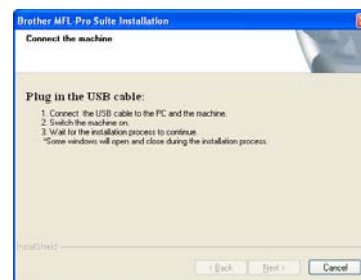 Brother MFL-Pro Suite Installation
Connect the machine
Plug in the USB cable:
1. Connect the USB cable to the PC and the machine.
2. Switch the machine on.
3. Wait for the installation process to continue.
*Some windows will open and close during the installation process.
InstallShield
< Back Next > Cancel